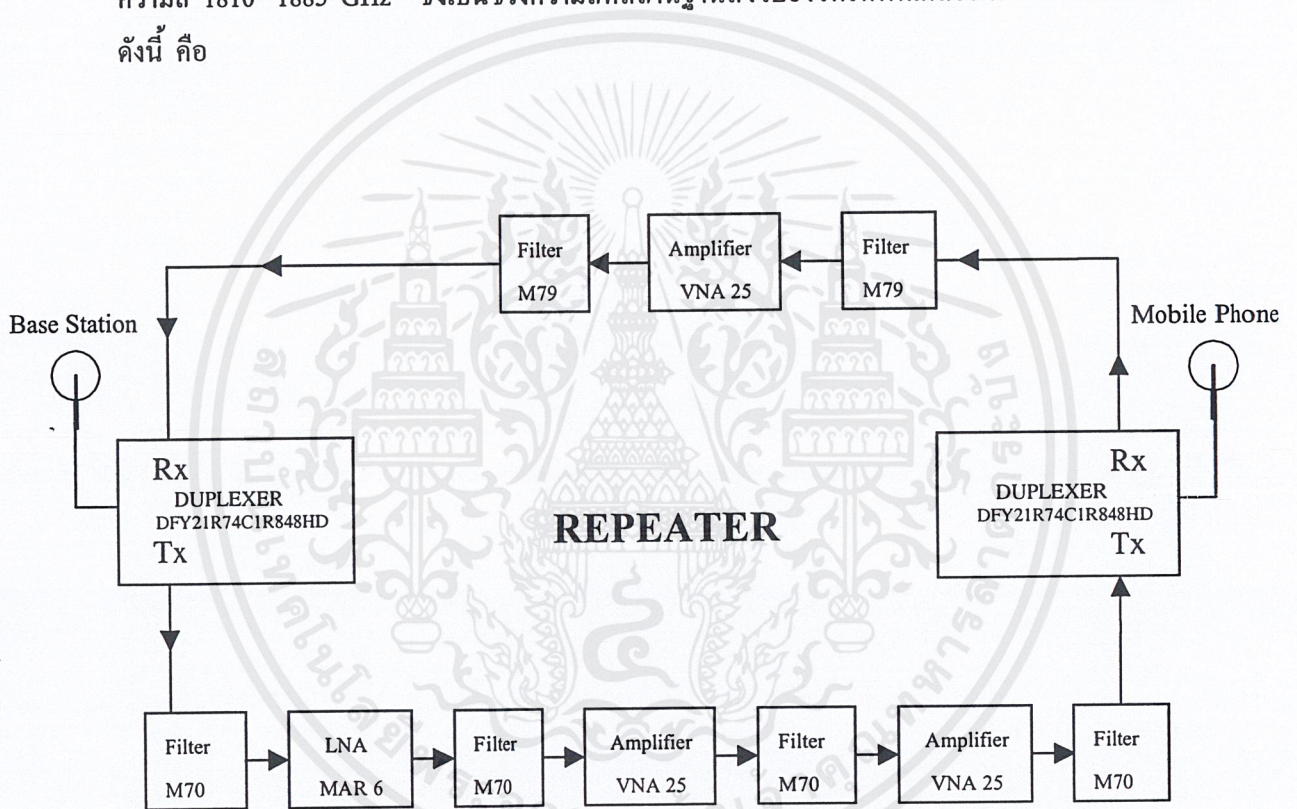 ดังนี้ คือ
Filter
M79
Amplifier
VNA 25
Filter
M79
Base Station
Mobile Phone
Rx
DUPLEXER
DFY21R74C1R848HD
Tx
REPEATER
Rx
DUPLEXER
DFY21R74C1R848HD
Tx
Filter
M70
LNA
MAR 6
Filter
M70
Amplifier
VNA 25
Filter
M70
Amplifier
VNA 25
Filter
M70